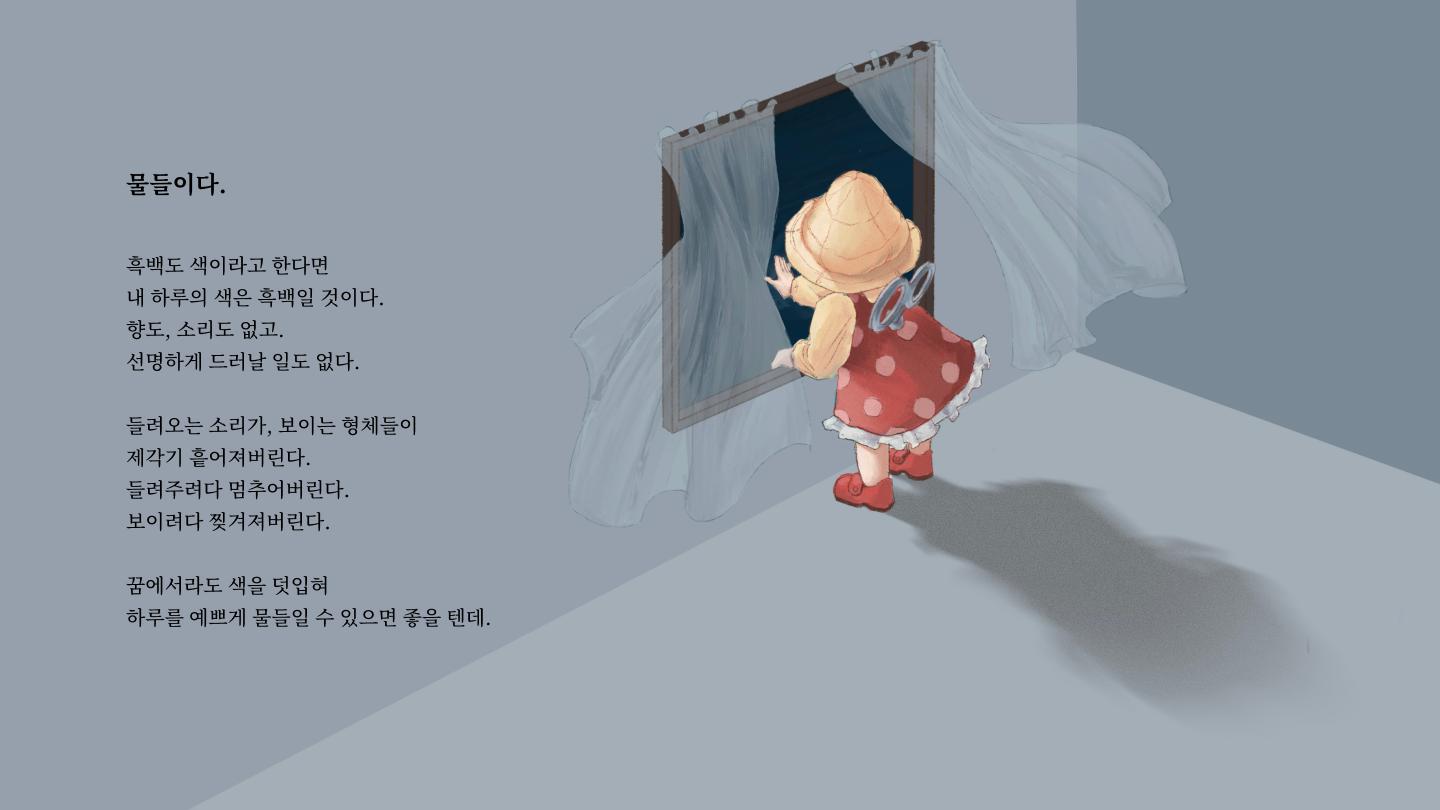 물들이다.
흑백도 색이라고 한다면
내 하루의 색은 흑백일 것이다.
향도, 소리도 없고.
선명하게 드러날 일도 없다.
들려오는 소리가, 보이는 형체들이
제각기 흩어져버린다.
들려주려다 멈추어버린다.
보이려다 찢겨져버린다.
꿈에서라도 색을 덧입혀
하루를 예쁘게 물들일 수 있으면 좋을 텐데.